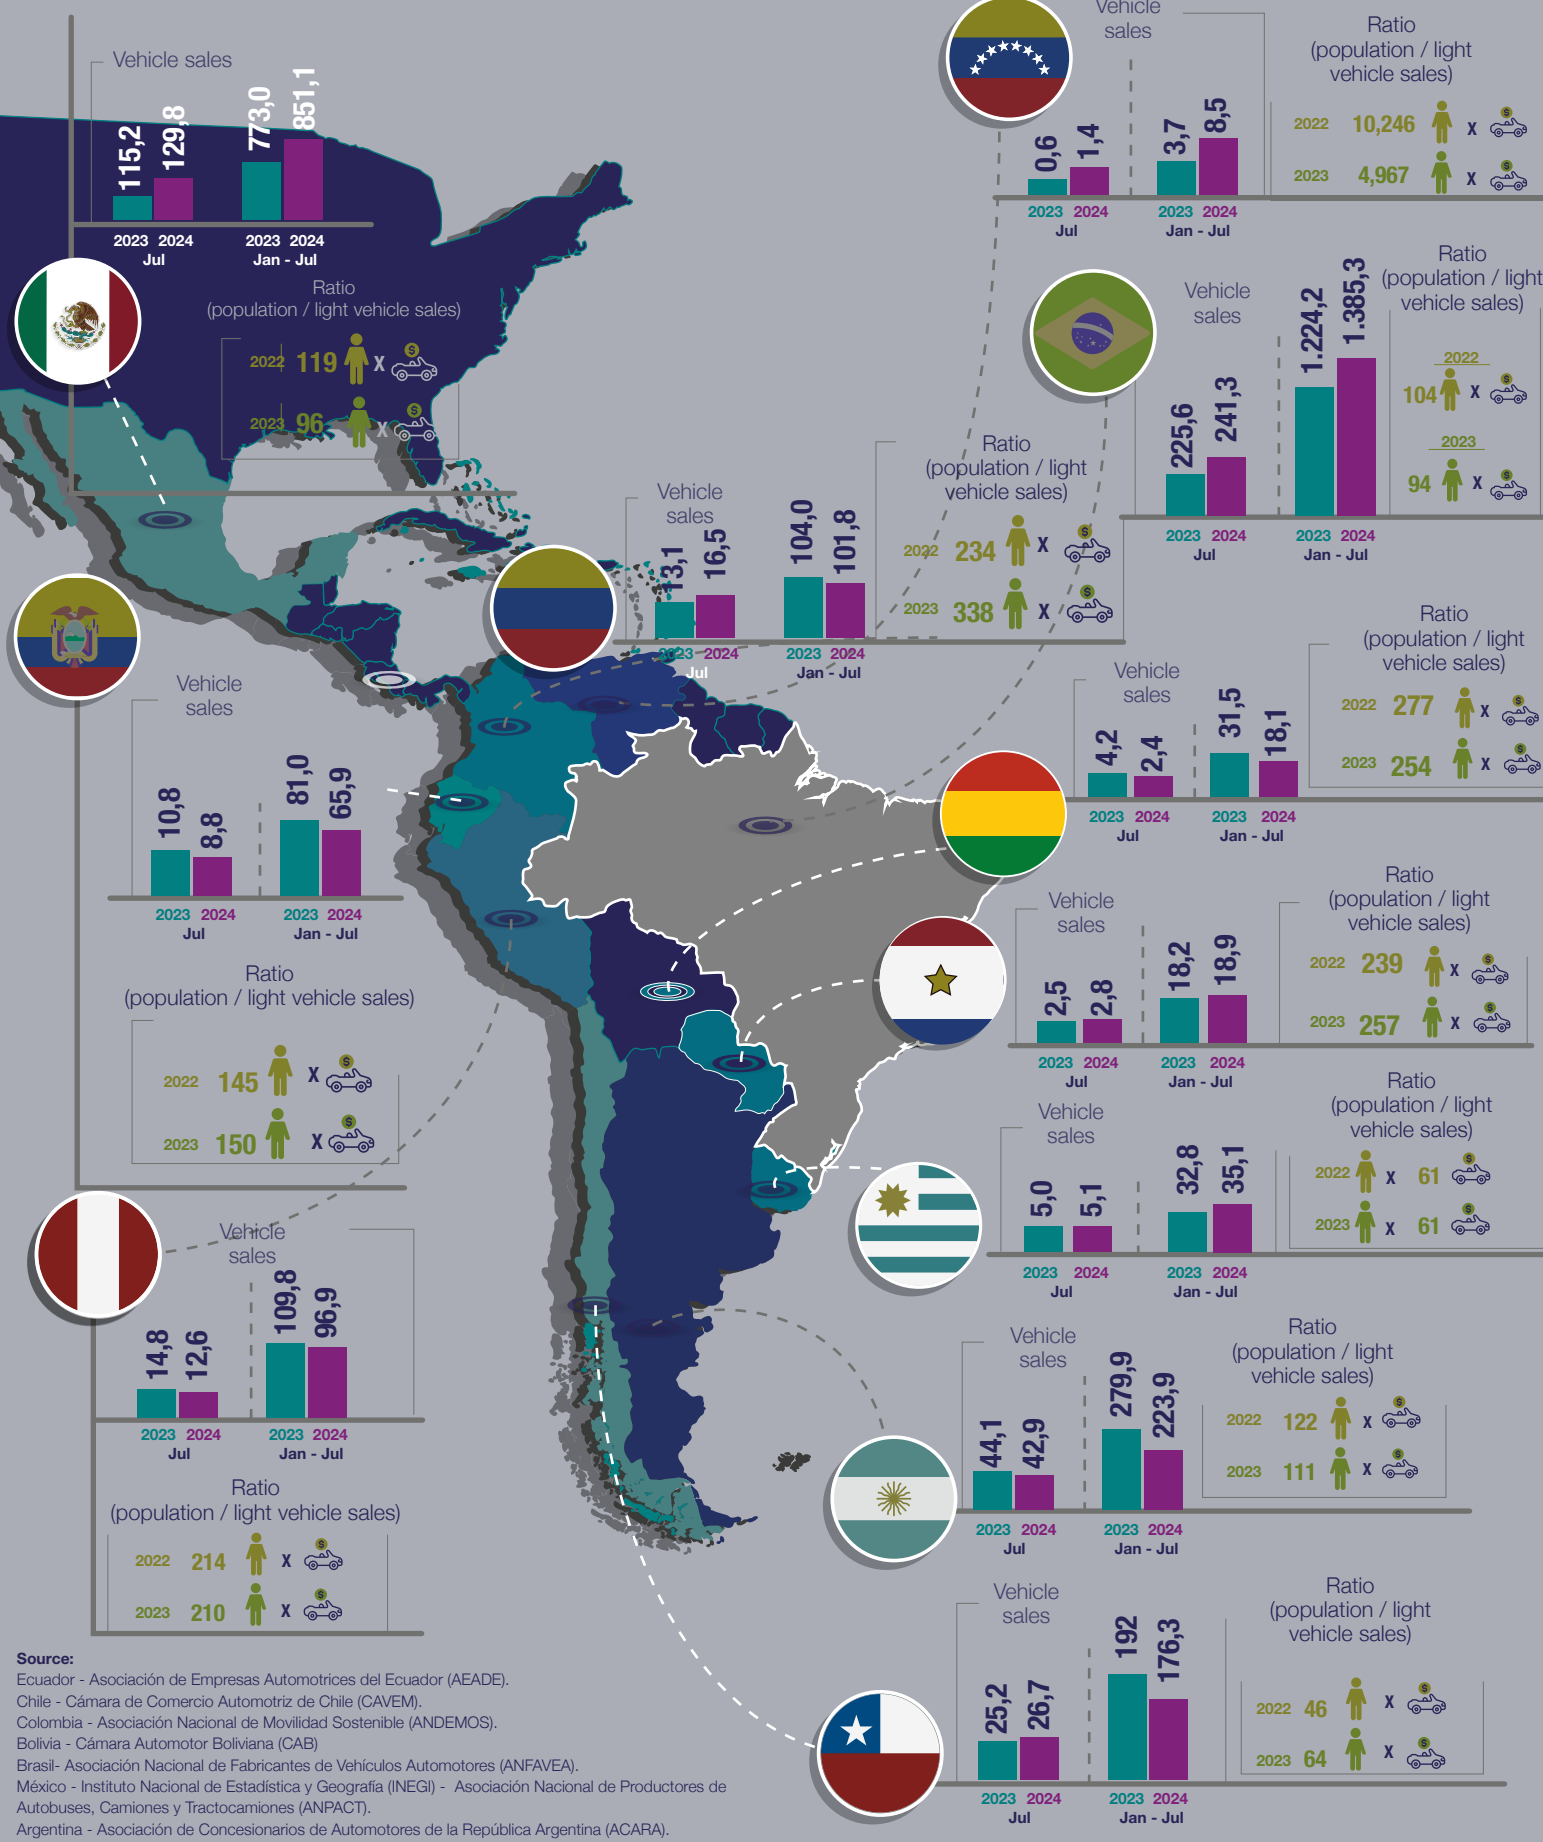 Vehicle sales
115,2
129,8
773,0
851,1
2023 2024
2023 2024
Jul
Jan - Jul
Ratio
(population / light vehicle sales)
2022 119 X $
2023 96 X $
Vehicle
sales
0,6
1,4
3,7
8,5
2023 2024
2023 2024
Jul
Jan - Jul
Ratio
(population / light
vehicle sales)
2022 10,246 X $
2023 4,967 X $
Vehicle
sales
225,6
241,3
1.224,2
1.385,3
2023 2024
2023 2024
Jul
Jan - Jul
Ratio
(population / light
vehicle sales)
2022
104 X $
2023
94 X $
Vehicle
sales
13,1
16,5
104,0
101,8
2023 2024
2023 2024
Jul
Jan - Jul
Ratio
(population / light
vehicle sales)
2022 234 X $
2023 338 X $
Vehicle
sales
4,2
2,4
31,5
18,1
2023 2024
2023 2024
Jul
Jan - Jul
Ratio
(population / light
vehicle sales)
2022 277 X $
2023 254 X $
Vehicle
sales
10,8
8,8
81,0
65,9
2023 2024
2023 2024
Jul
Jan - Jul
Ratio
(population / light vehicle sales)
2022 145 X $
2023 150 X $
Vehicle
sales
2,5
2,8
18,2
18,9
2023 2024
2023 2024
Jul
Jan - Jul
Ratio
(population / light
vehicle sales)
2022 239 X $
2023 257 X $
Vehicle
sales
5,0
5,1
32,8
35,1
2023 2024
2023 2024
Jul
Jan - Jul
Ratio
(population / light
vehicle sales)
2022 X 61 $
2023 X 61 $
Vehicle
sales
14,8
12,6
109,8
96,9
2023 2024
2023 2024
Jul
Jan - Jul
Ratio
(population / light vehicle sales)
2022 214 X $
2023 210 X $
Vehicle
sales
44,1
42,9
279,9
223,9
2023 2024
2023 2024
Jul
Jan - Jul
Ratio
(population / light
vehicle sales)
2022 122 X $
2023 111 X $
Vehicle
sales
25,2
26,7
192
176,3
2023 2024
2023 2024
Jul
Jan - Jul
Ratio
(population / light
vehicle sales)
2022 46 X $
2023 64 X $
Source:
Ecuador - Asociación de Empresas Automotrices del Ecuador (AEADE).
Chile - Cámara de Comercio Automotriz de Chile (CAVEM).
Colombia - Asociación Nacional de Movilidad Sostenible (ANDEMOS).
Bolivia - Cámara Automotor Boliviana (CAB)
Brasil- Asociación Nacional de Fabricantes de Vehículos Automotores (ANFAVEA).
México - Instituto Nacional de Estadística y Geografía (INEGI) - Asociación Nacional de Productores de
Autobuses, Camiones y Tractocamiones (ANPACT).
Argentina - Asociación de Concesionarios de Automotores de la República Argentina (ACARA).